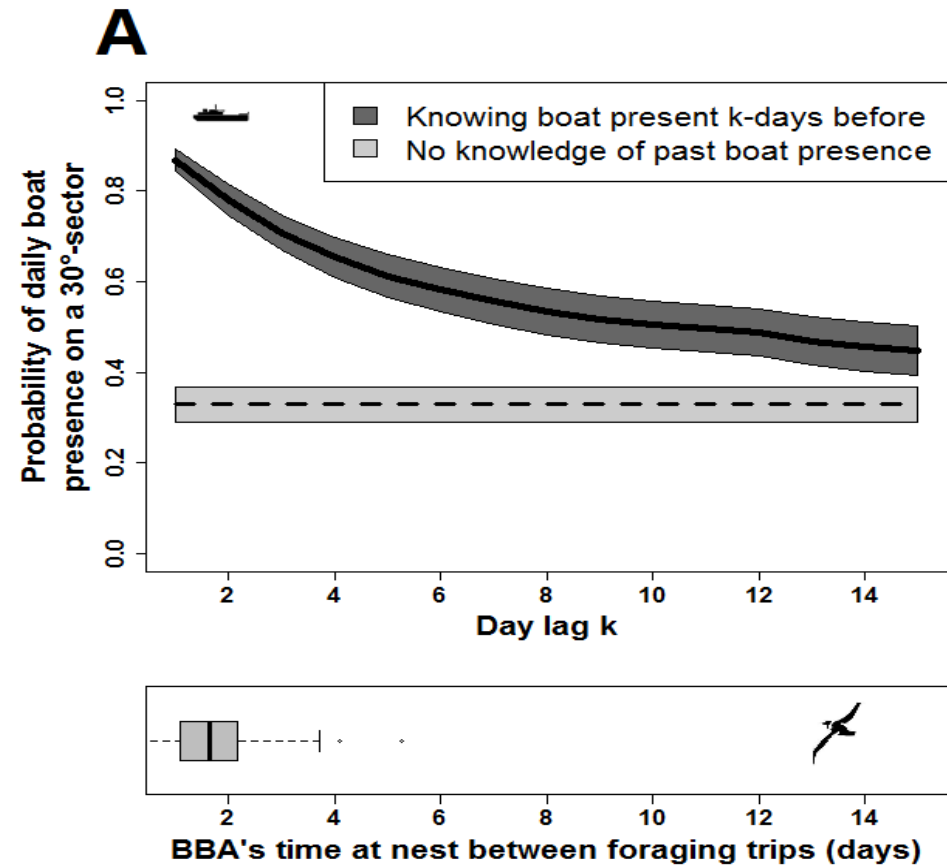 A
Knowing boat present k-days before
No knowledge of past boat presence
Probability of daily boat
presence on a 30°-sector
1.0
0.8
0.6
0.4
0.2
0.0
2 4 6 8 10 12 14
Day lag k
2 4 6 8 10 12 14
BBA's time at nest between foraging trips (days)